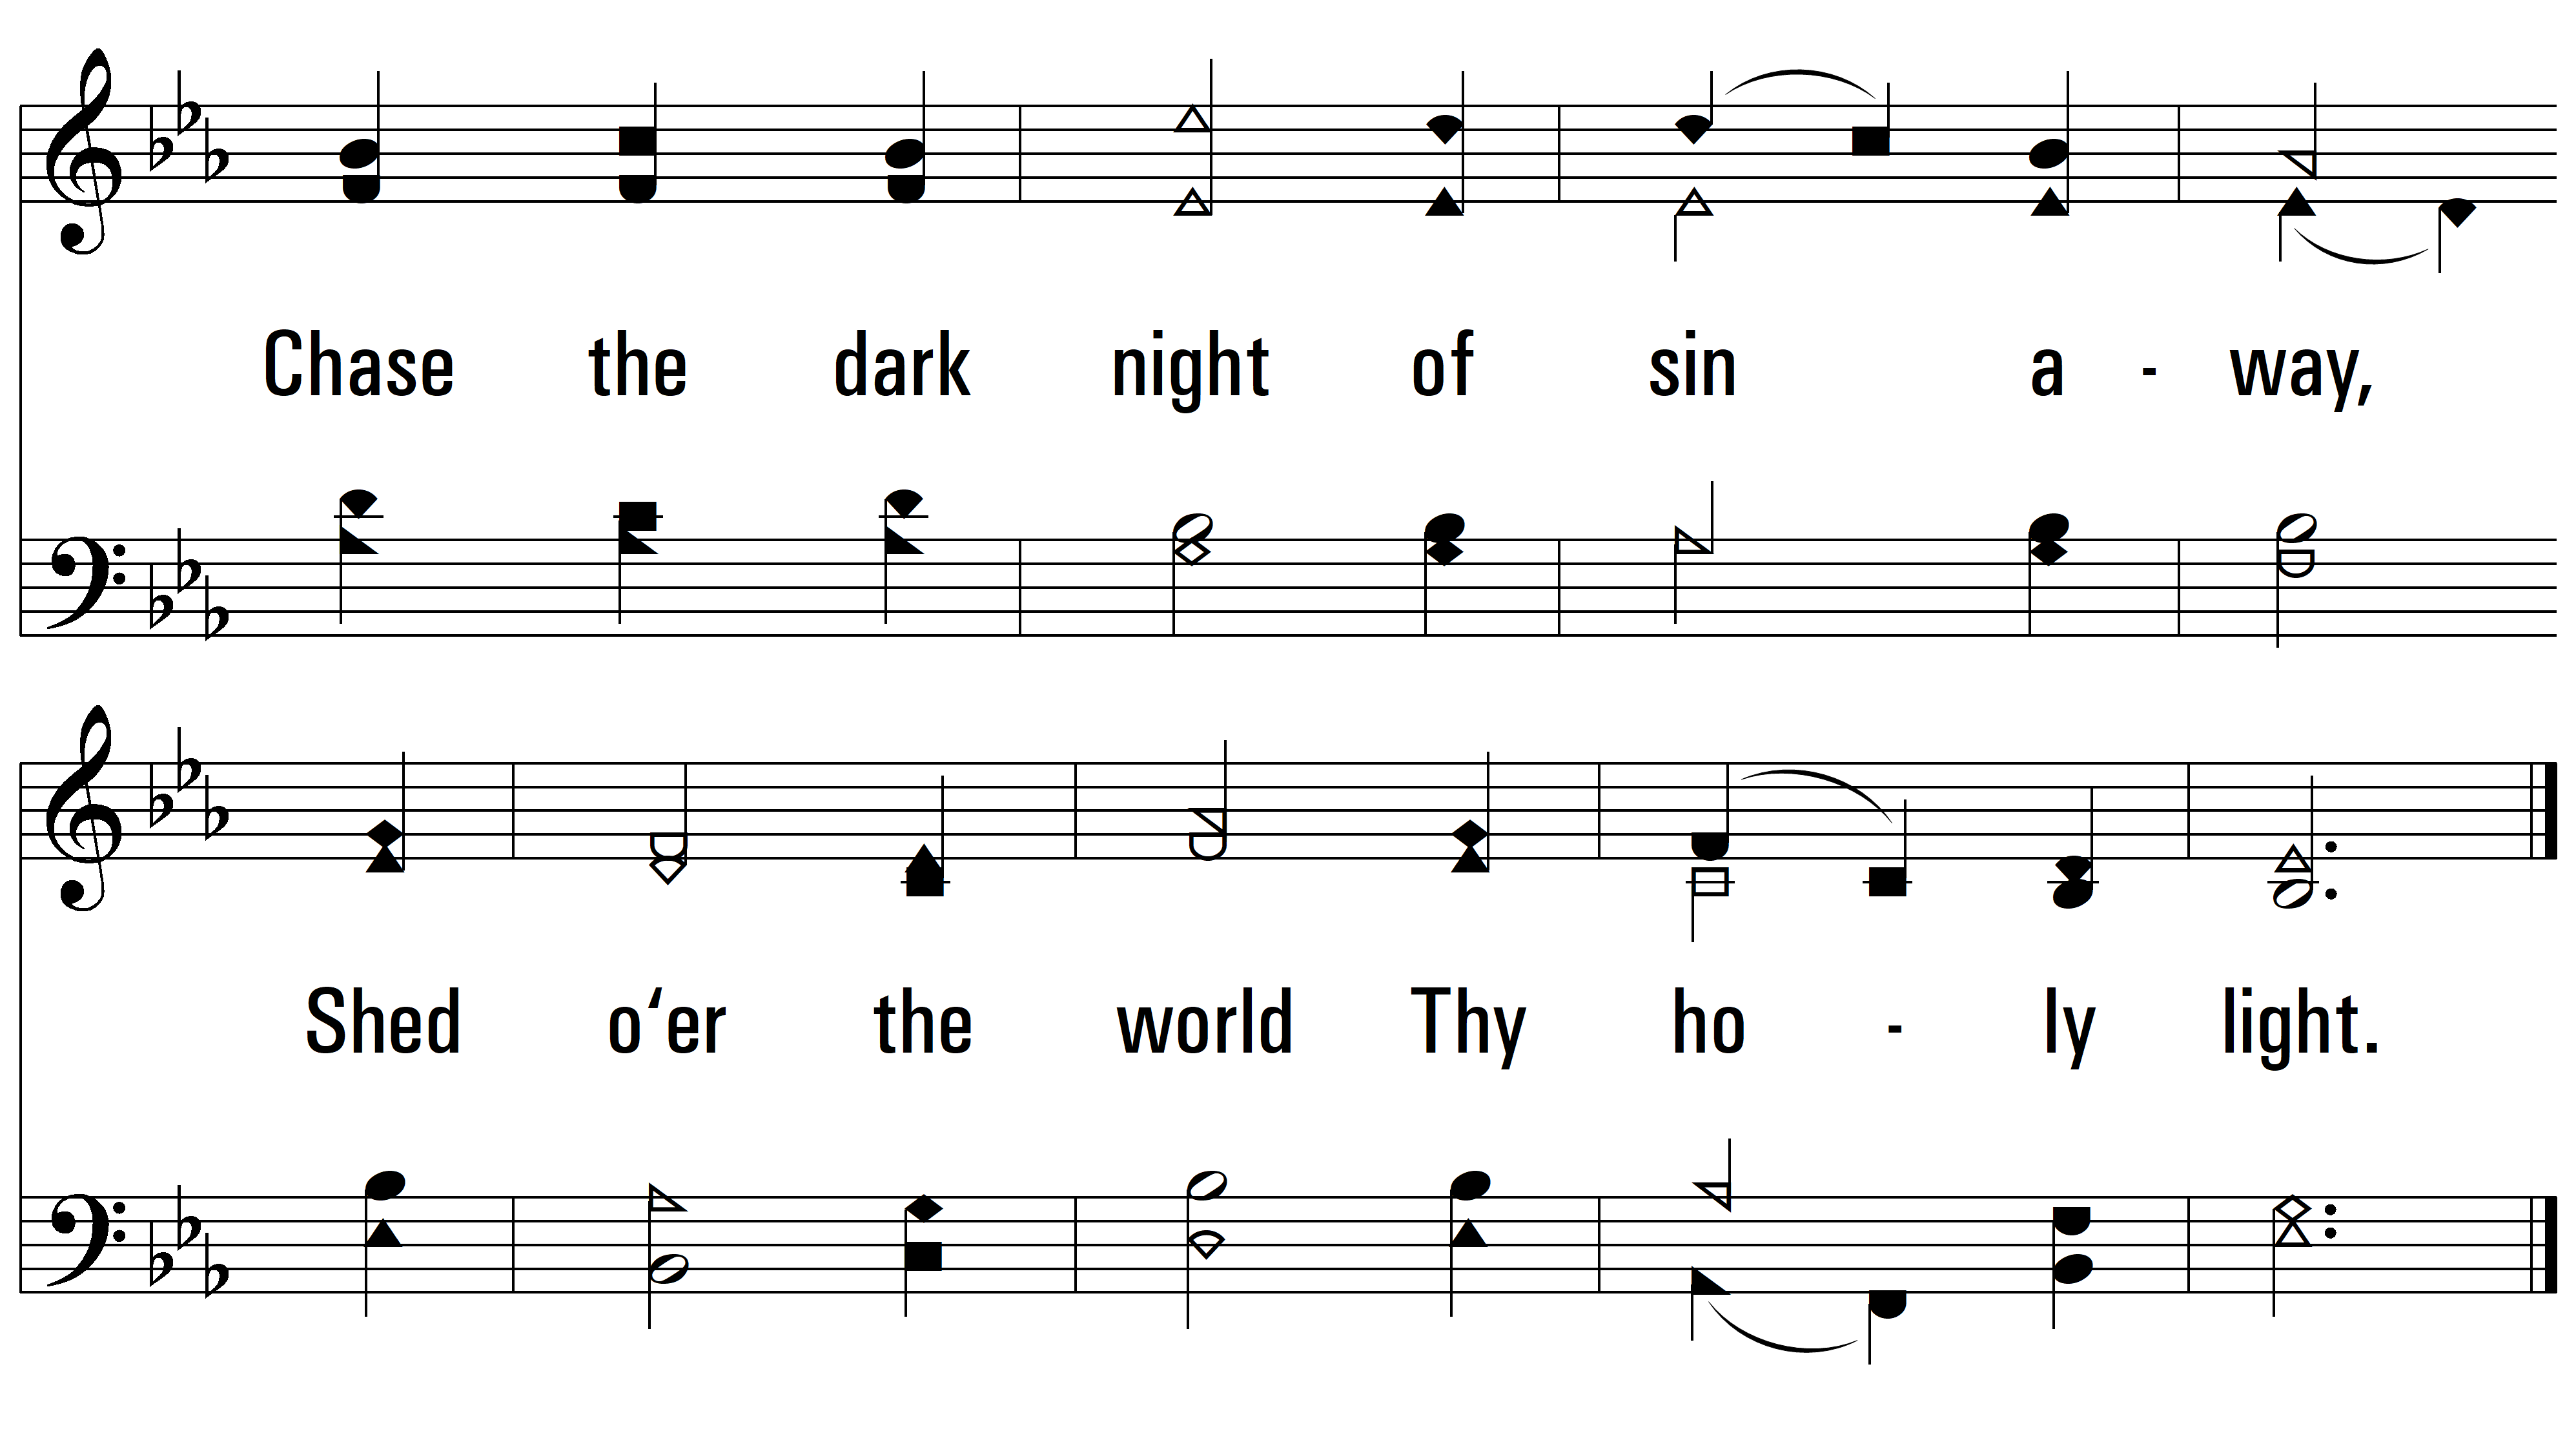 Chase the dark night of sin a - way,
Shed o‘er the world Thy ho - ly light.